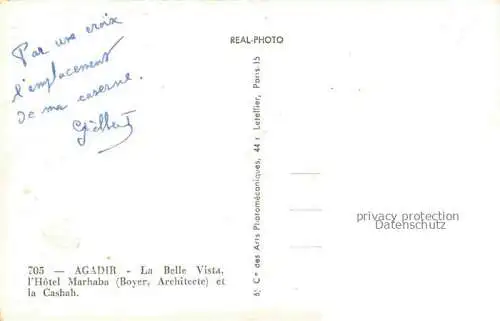 Par une croix
l'emplacement
de ma caserne.
Gilbert
REAL-PHOTO
Cie des Arts Photomécaniques, 44 r. Letellier, Paris 15
privacy protection
Datenschutz
705 — AGADIR - La Belle Vista,
l'Hôtel Marhaba (Boyer, Architecte) et
la Casbah.